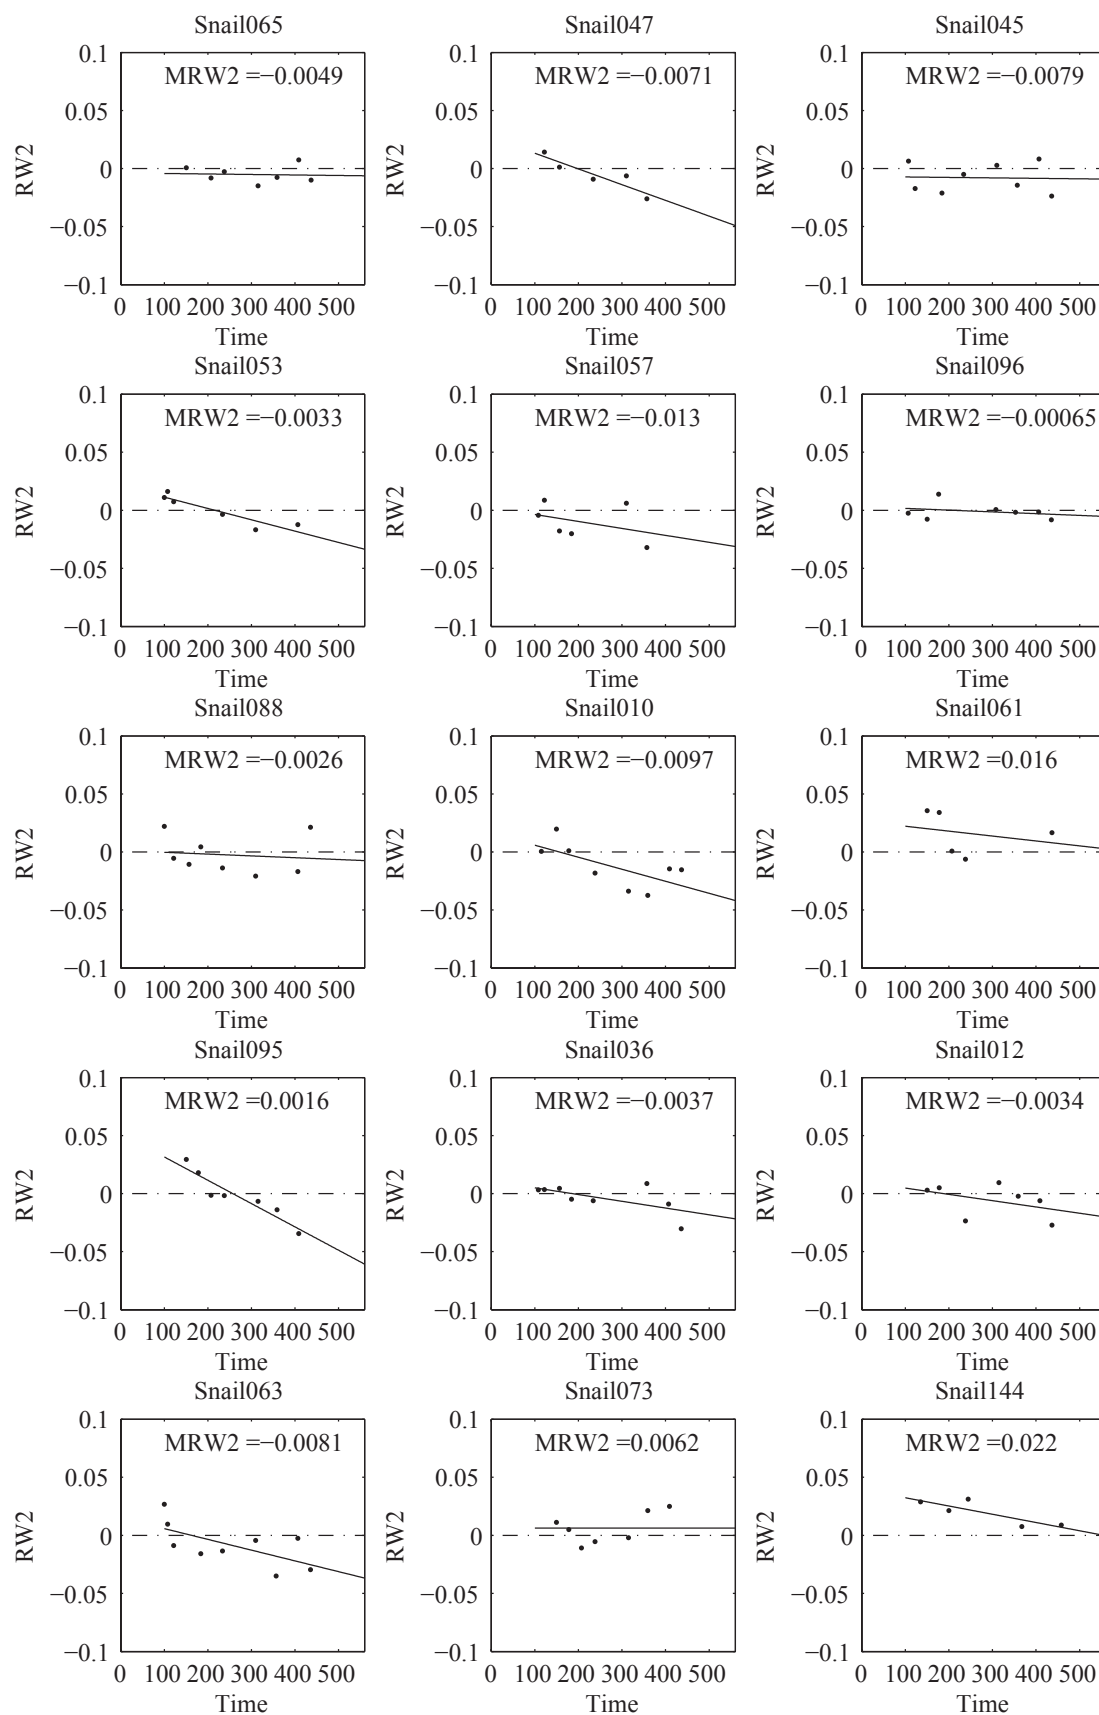 Snail065 Snail047 Snail045
0.1 0.1 0.1
MRW2 =−0.0049 MRW2 =−0.0071 MRW2 =−0.0079
0.05 0.05 0.05
RW2 0 RW2 0 RW2 0
−0.05 −0.05 −0.05
−0.1 −0.1 −0.1
0 100 200 300 400 500 0 100 200 300 400 500 0 100 200 300 400 500
Time Time Time
Snail053 Snail057 Snail096
0.1 0.1 0.1
MRW2 =−0.0033 MRW2 =−0.013 MRW2 =−0.00065
0.05 0.05 0.05
RW2 0 RW2 0 RW2 0
−0.05 −0.05 −0.05
−0.1 −0.1 −0.1
0 100 200 300 400 500 0 100 200 300 400 500 0 100 200 300 400 500
Time Time Time
Snail088 Snail010 Snail061
0.1 0.1 0.1
MRW2 =−0.0026 MRW2 =−0.0097 MRW2 =0.016
0.05 0.05 0.05
RW2 0 RW2 0 RW2 0
−0.05 −0.05 −0.05
−0.1 −0.1 −0.1
0 100 200 300 400 500 0 100 200 300 400 500 0 100 200 300 400 500
Time Time Time
Snail095 Snail036 Snail012
0.1 0.1 0.1
MRW2 =0.0016 MRW2 =−0.0037 MRW2 =−0.0034
0.05 0.05 0.05
RW2 0 RW2 0 RW2 0
−0.05 −0.05 −0.05
−0.1 −0.1 −0.1
0 100 200 300 400 500 0 100 200 300 400 500 0 100 200 300 400 500
Time Time Time
Snail063 Snail073 Snail144
0.1 0.1 0.1
MRW2 =−0.0081 MRW2 =0.0062 MRW2 =0.022
0.05 0.05 0.05
RW2 0 RW2 0 RW2 0
−0.05 −0.05 −0.05
−0.1 −0.1 −0.1
0 100 200 300 400 500 0 100 200 300 400 500 0 100 200 300 400 500
Time Time Time